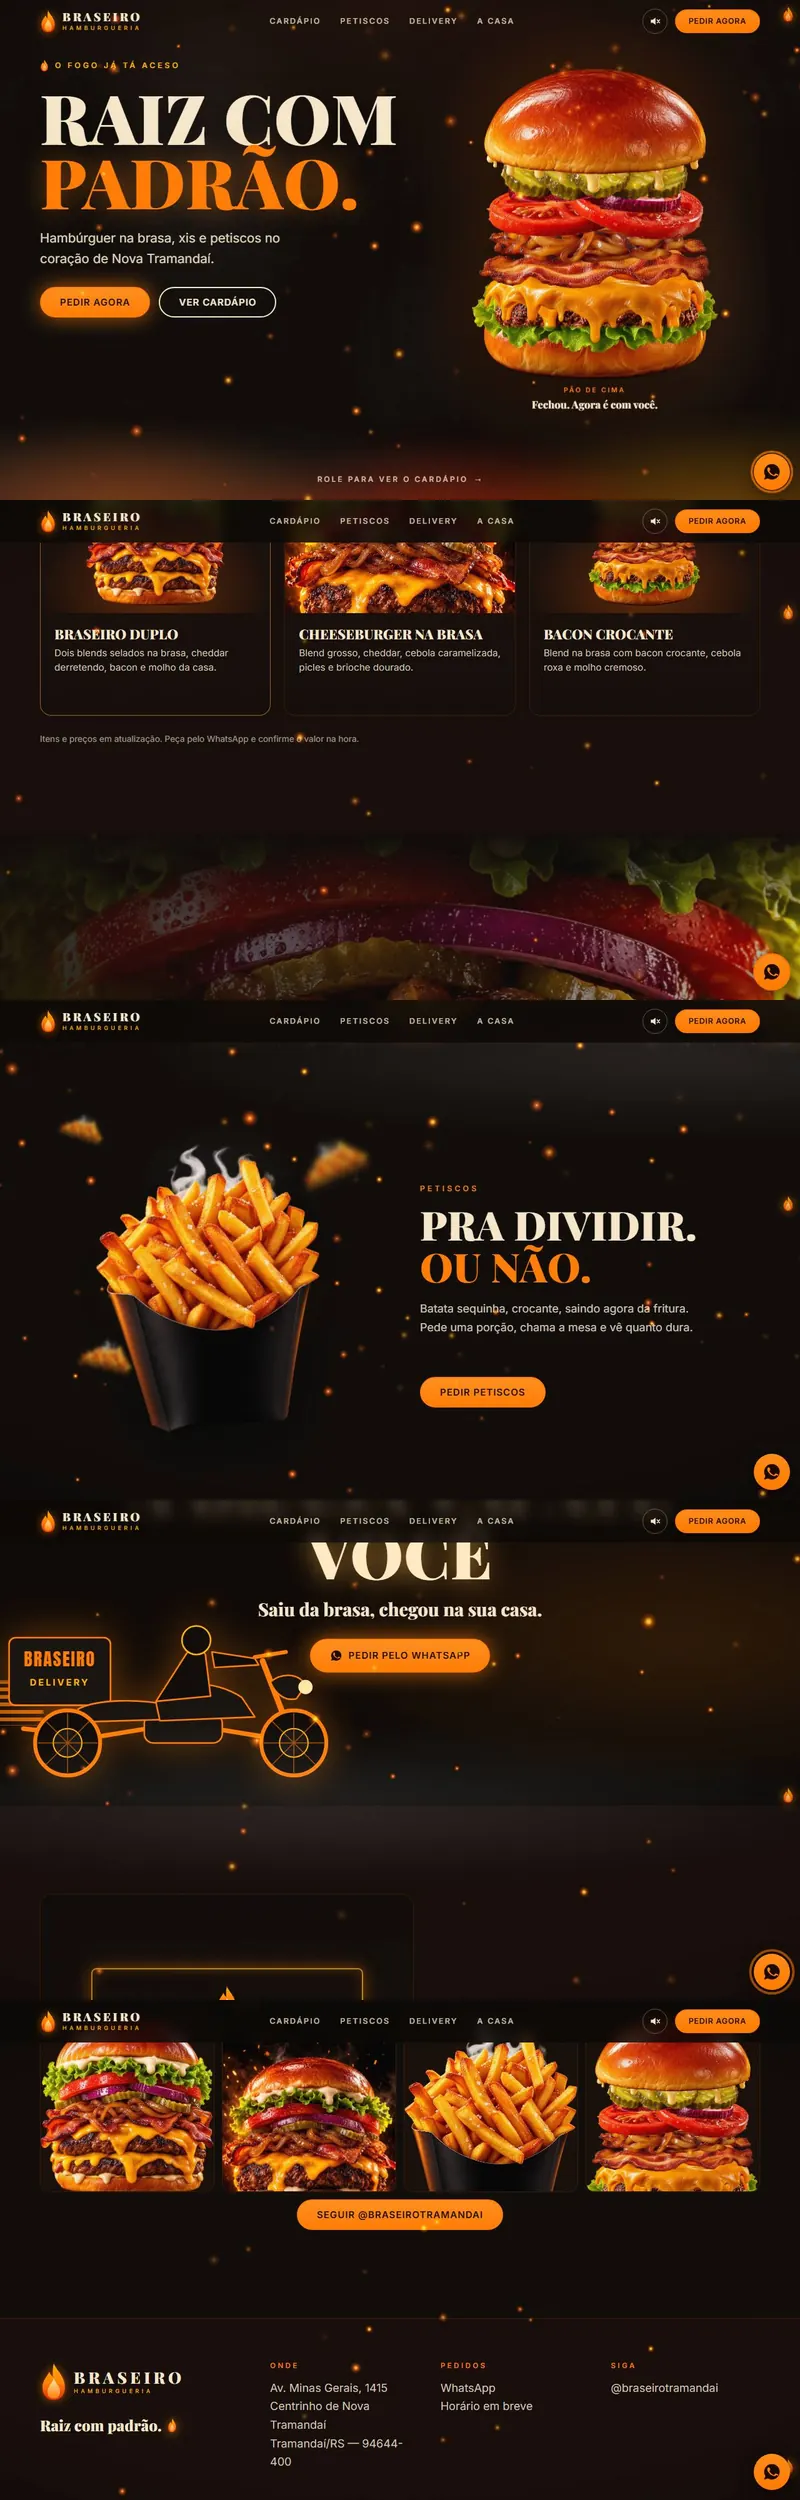 BRASEIRO
HAMBURGUERIA
CARDÁPIO PETISCOS DELIVERY A CASA
PEDIR AGORA
O FOGO JÁ TÁ ACESO
RAIZ COM
PADRÃO.
Hambúrguer na brasa, xis e petiscos no
coração de Nova Tramandaí.
PEDIR AGORA VER CARDÁPIO
PÃO DE CIMA
Fechou. Agora é com você.
ROLE PARA VER O CARDÁPIO →
BRASEIRO
HAMBURGUERIA
CARDÁPIO PETISCOS DELIVERY A CASA
PEDIR AGORA
BRASEIRO DUPLO
Dois blends selados na brasa, cheddar
derretendo, bacon e molho da casa.
CHEESEBURGER NA BRASA
Blend grosso, cheddar, cebola caramelizada,
picles e brioche dourado.
BACON CROCANTE
Blend na brasa com bacon crocante, cebola
roxa e molho cremoso.
Itens e preços em atualização. Peça pelo WhatsApp e confirme o valor na hora.
BRASEIRO
HAMBURGUERIA
CARDÁPIO PETISCOS DELIVERY A CASA
PEDIR AGORA
PETISCOS
PRA DIVIDIR.
OU NÃO.
Batata sequinha, crocante, saindo agora da fritura.
Pede uma porção, chama a mesa e vê quanto dura.
PEDIR PETISCOS
BRASEIRO
HAMBURGUERIA
CARDÁPIO PETISCOS DELIVERY A CASA
PEDIR AGORA
VOCÊ
Saiu da brasa, chegou na sua casa.
PEDIR PELO WHATSAPP
BRASEIRO
DELIVERY
BRASEIRO
HAMBURGUERIA
CARDÁPIO PETISCOS DELIVERY A CASA
PEDIR AGORA
SEGUIR @BRASEIROTRAMANDAI
BRASEIRO
HAMBURGUERIA
Raiz com padrão.
ONDE
Av. Minas Gerais, 1415
Centrinho de Nova
Tramandaí
Tramandaí/RS — 94644-
400
PEDIDOS
WhatsApp
Horário em breve
SIGA
@braseirotramandai